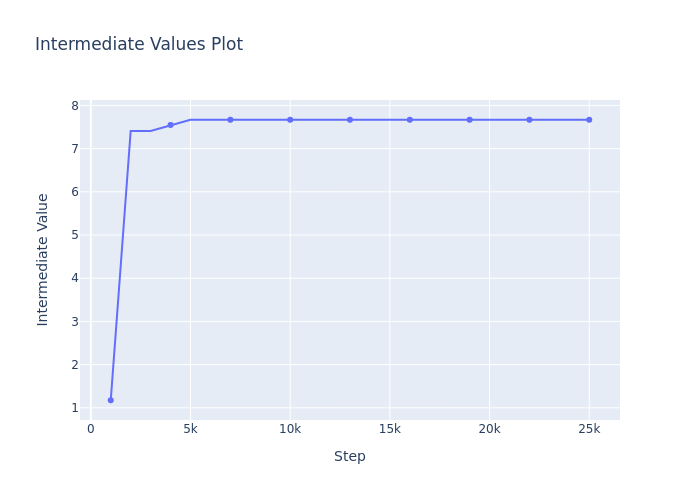 Intermediate Values Plot
Intermediate Value
8
7
6
5
4
3
2
1
0
5k
10k
15k
20k
25k
Step